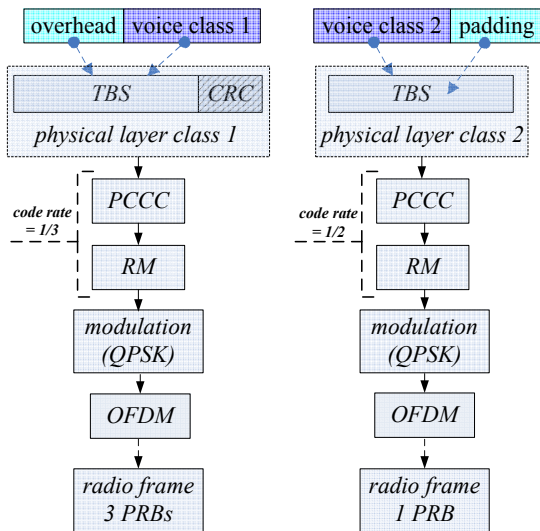 overhead voice class 1
TBS CRC
physical layer class 1
PCCC
code rate
= 1/3
RM
modulation
(QPSK)
OFDM
radio frame
3 PRBs
voice class 2 padding
TBS
physical layer class 2
PCCC
code rate
= 1/2
RM
modulation
(QPSK)
OFDM
radio frame
1 PRB